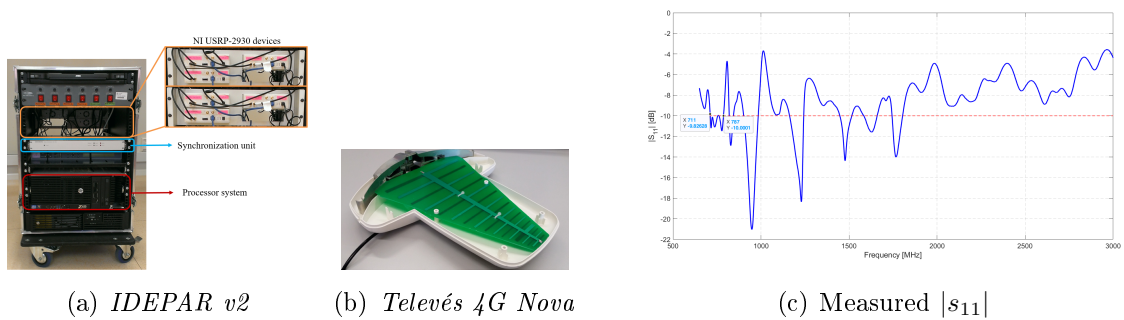 NI USRP-2930 devices
Synchronization unit
Processor system
(a) IDEPAR v2
(b) Televés 4G Nova
0
-2
-4
-6
-8
-10
-12
-14
-16
-18
-20
-22
|S11| [dB]
X 711
Y -9.82628
X 787
Y -10.0001
500
1000
1500
2000
2500
3000
Frequency [MHz]
(c) Measured |s11|